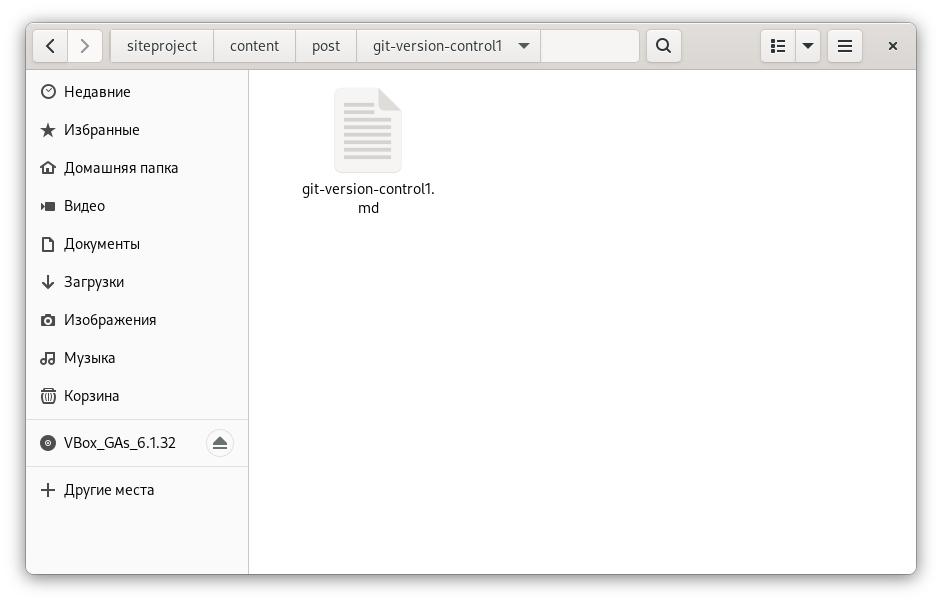 siteproject content post git-version-control1
Недавние
Избранные
Домашняя папка
Видео
Документы
Загрузки
Изображения
Музыка
Корзина
VBox_GAs_6.1.32
Другие места
git-version-control1.
md